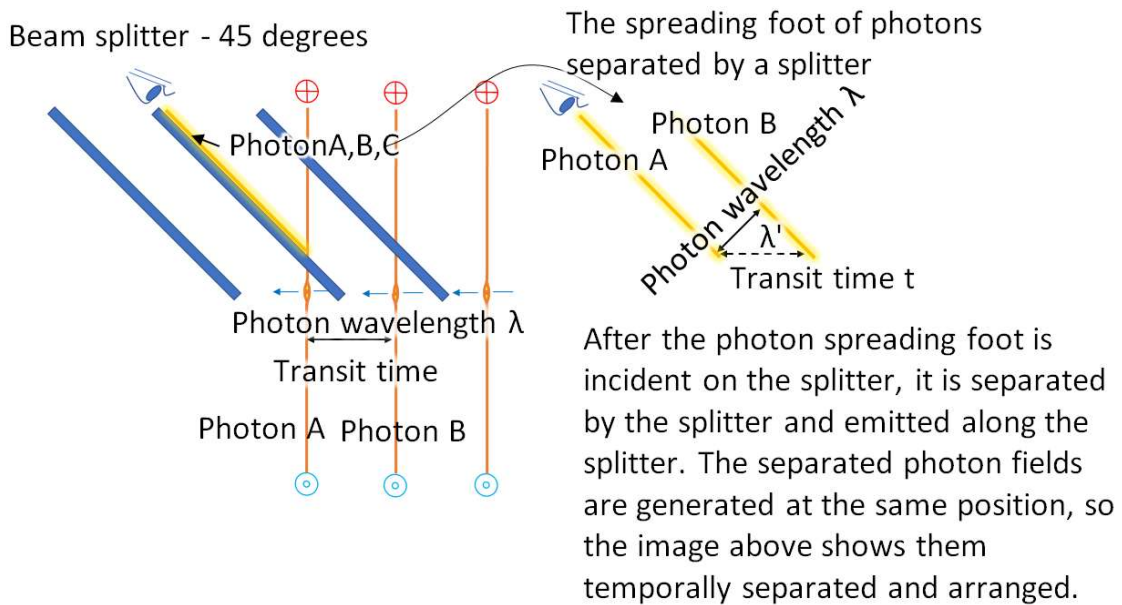 Beam splitter - 45 degrees
PhotonA,B,C
Photon wavelength λ
Transit time
Photon A
Photon B
The spreading foot of photons
separated by a splitter
Photon B
Photon A
Photon wavelength λ
λ'
Transit time t
After the photon spreading foot is
incident on the splitter, it is separated
by the splitter and emitted along the
splitter. The separated photon fields
are generated at the same position, so
the image above shows them
temporally separated and arranged.